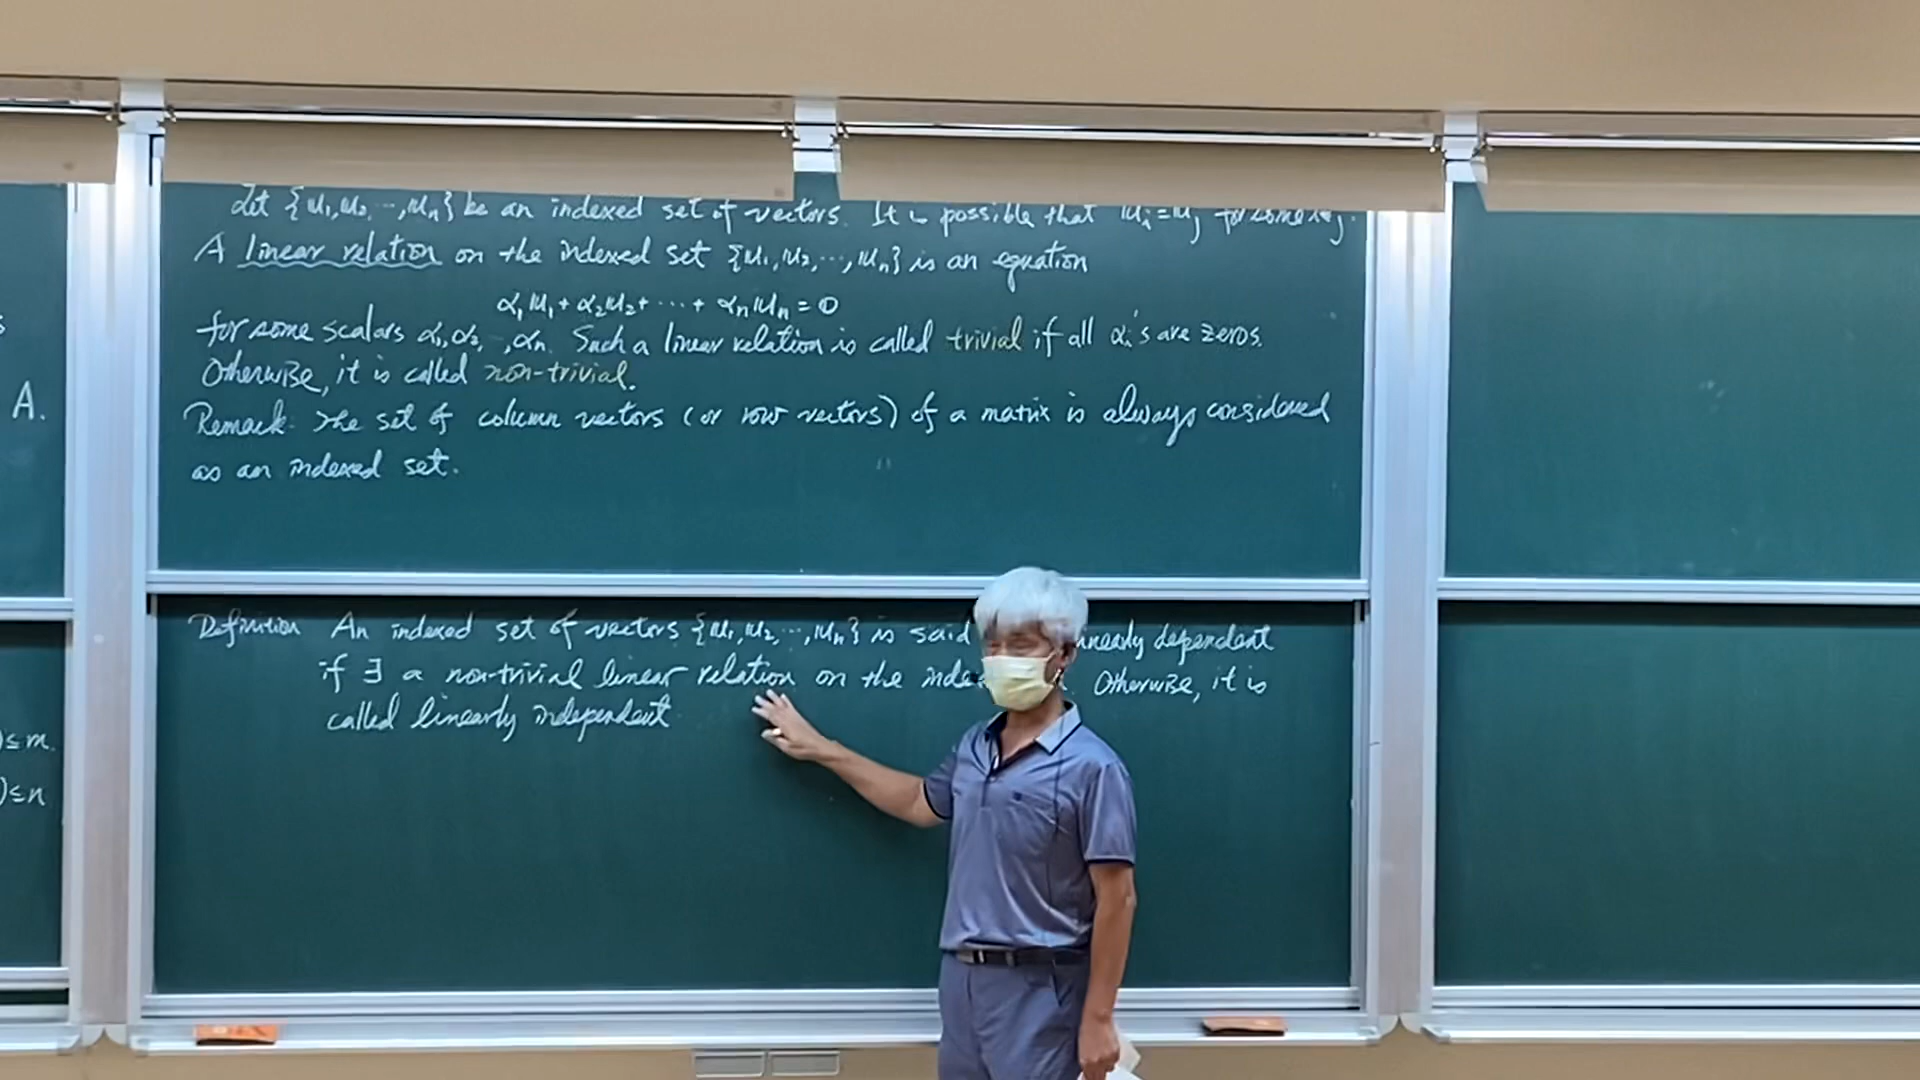 Let {u₁,u₂,⋯,uₙ} be an indexed set of vectors. It is possible that uᵢ=uⱼ for some i≠j.
A linear relation on the indexed set {u₁,u₂,⋯,uₙ} is an equation
α₁u₁+α₂u₂+⋯+αₙuₙ=0
for some scalars α₁,α₂,⋯,αₙ. Such a linear relation is called trivial if all αᵢ's are zeros.
Otherwise, it is called non-trivial.
Remark. The set of column vectors (or row vectors) of a matrix is always considered
as an indexed set.
Definition An indexed set of vectors {u₁,u₂,⋯,uₙ} is said nearly dependent
if ∃ a non-trivial linear relation on the inde Otherwise, it is
called linearly independent
A.
)≤m.
)≤n